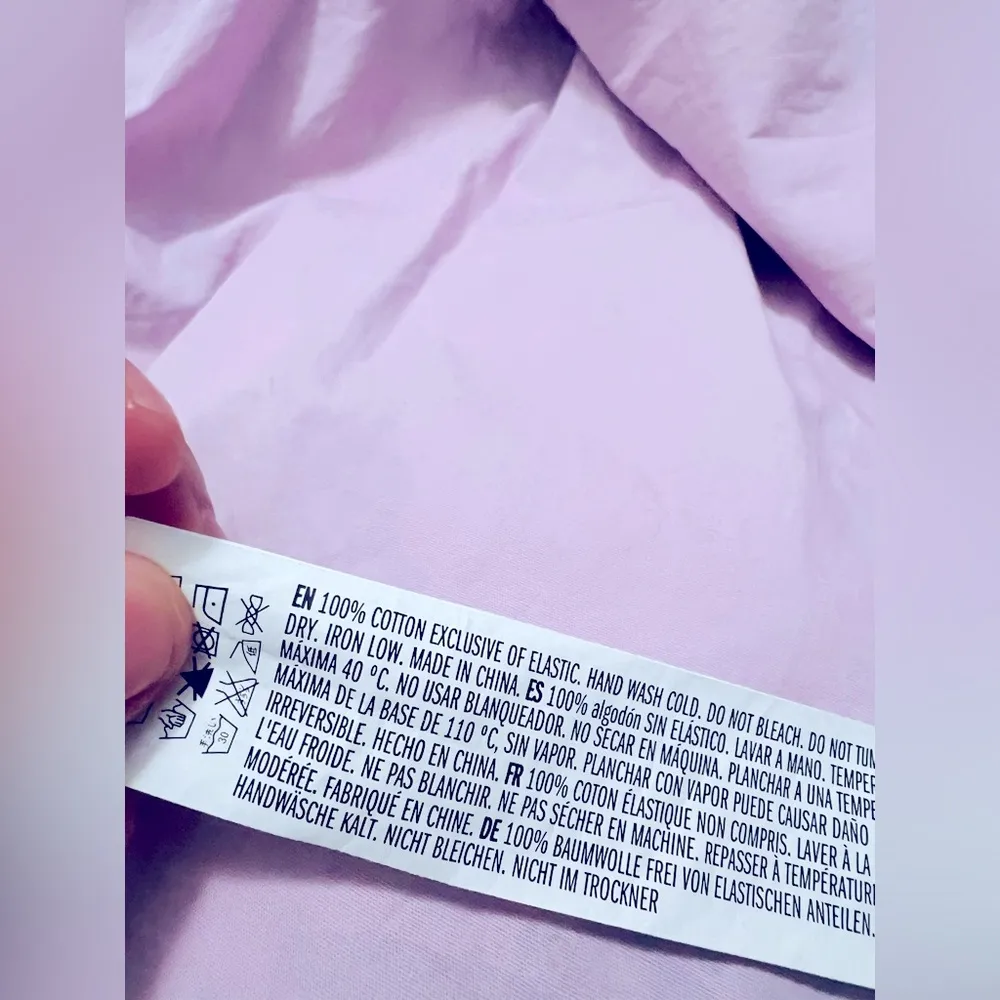 EN 100% COTTON EXCLUSIVE OF ELASTIC. HAND WASH COLD. DO NOT BLEACH. DO NOT TUM
DRY. IRON LOW. MADE IN CHINA. ES 100% algodón SIN ELÁSTICO. LAVAR A MANO. TEMPER
MÁXIMA 40 ºC. NO USAR BLANQUEADOR. NO SECAR EN MÁQUINA. PLANCHAR A UNA TEMPE
MÁXIMA DE LA BASE DE 110 ºC, SIN VAPOR. PLANCHAR CON VAPOR PUEDE CAUSAR DAÑO
IRREVERSIBLE. HECHO EN CHINA. FR 100% COTON ÉLASTIQUE NON COMPRIS. LAVER À LA
L'EAU FROIDE. NE PAS BLANCHIR. NE PAS SÉCHER EN MACHINE. REPASSER À TEMPÉRATURE
MODÉRÉE. FABRIQUÉ EN CHINE. DE 100% BAUMWOLLE FREI VON ELASTISCHEN ANTEILEN.
HANDWÄSCHE KALT. NICHT BLEICHEN. NICHT IM TROCKNER
30